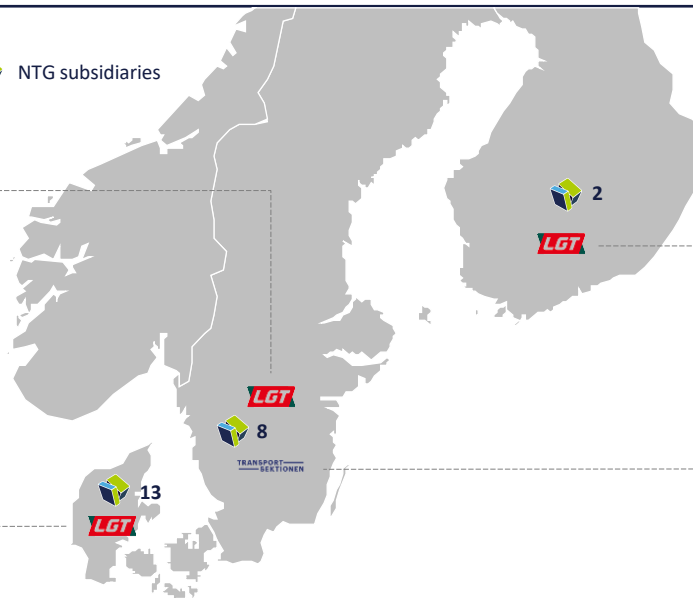 NTG subsidiaries
2
LGT
LGT
8
TRANSPORT
SEKTIONEN
13
LGT